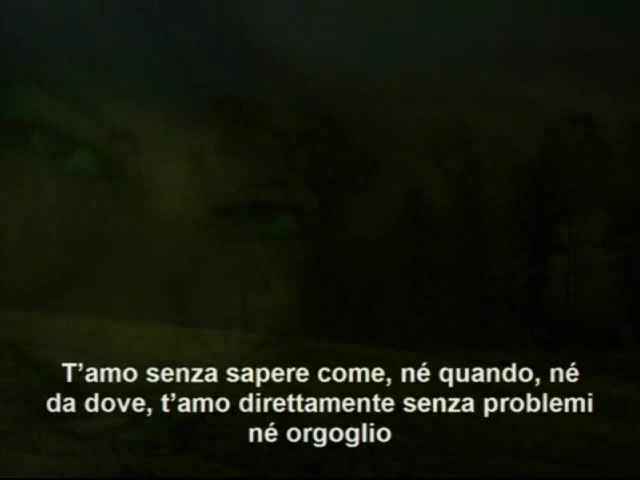 T’amo senza sapere come, né quando, né
da dove, t’amo direttamente senza problemi
né orgoglio